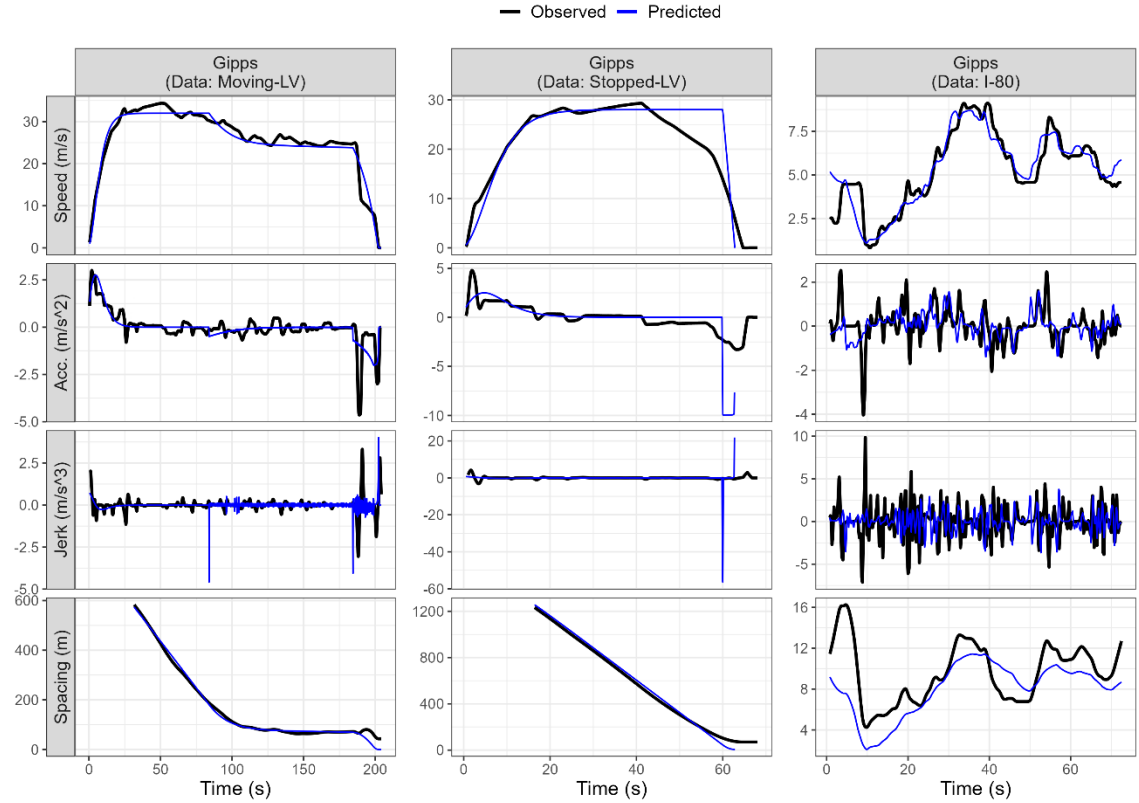 Observed Predicted
Gipps
(Data: Moving-LV)
Gipps
(Data: Stopped-LV)
Gipps
(Data: I-80)
Speed (m/s)
30
20
10
0
30
20
10
0
7.5
5.0
2.5
Acc. (m/s^2)
2.5
0.0
-2.5
-5.0
5
0
-5
-10
2
0
-2
-4
Jerk (m/s^3)
2.5
0.0
-2.5
-5.0
20
0
-20
-40
-60
10
5
0
-5
Spacing (m)
600
400
200
0
1200
800
400
0
16
12
8
4
0 50 100 150 200
0 20 40 60
0 20 40 60
Time (s)
Time (s)
Time (s)